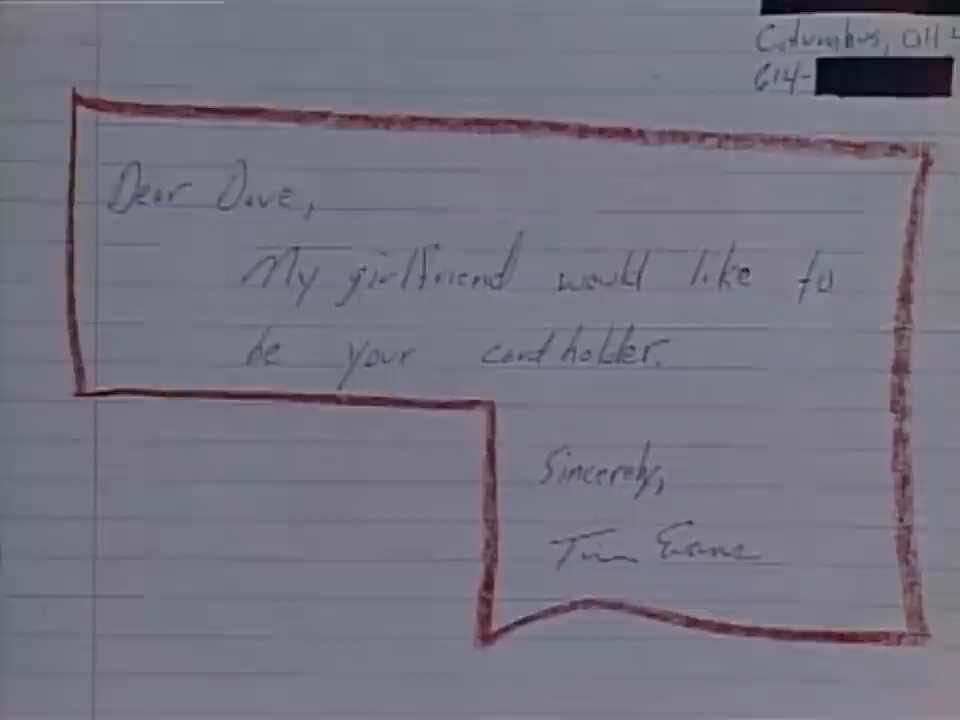 Columbus, OH
614-
Dear Dave,
My girlfriend would like to
be your cardholder.
Sincerely,
Tim Evans